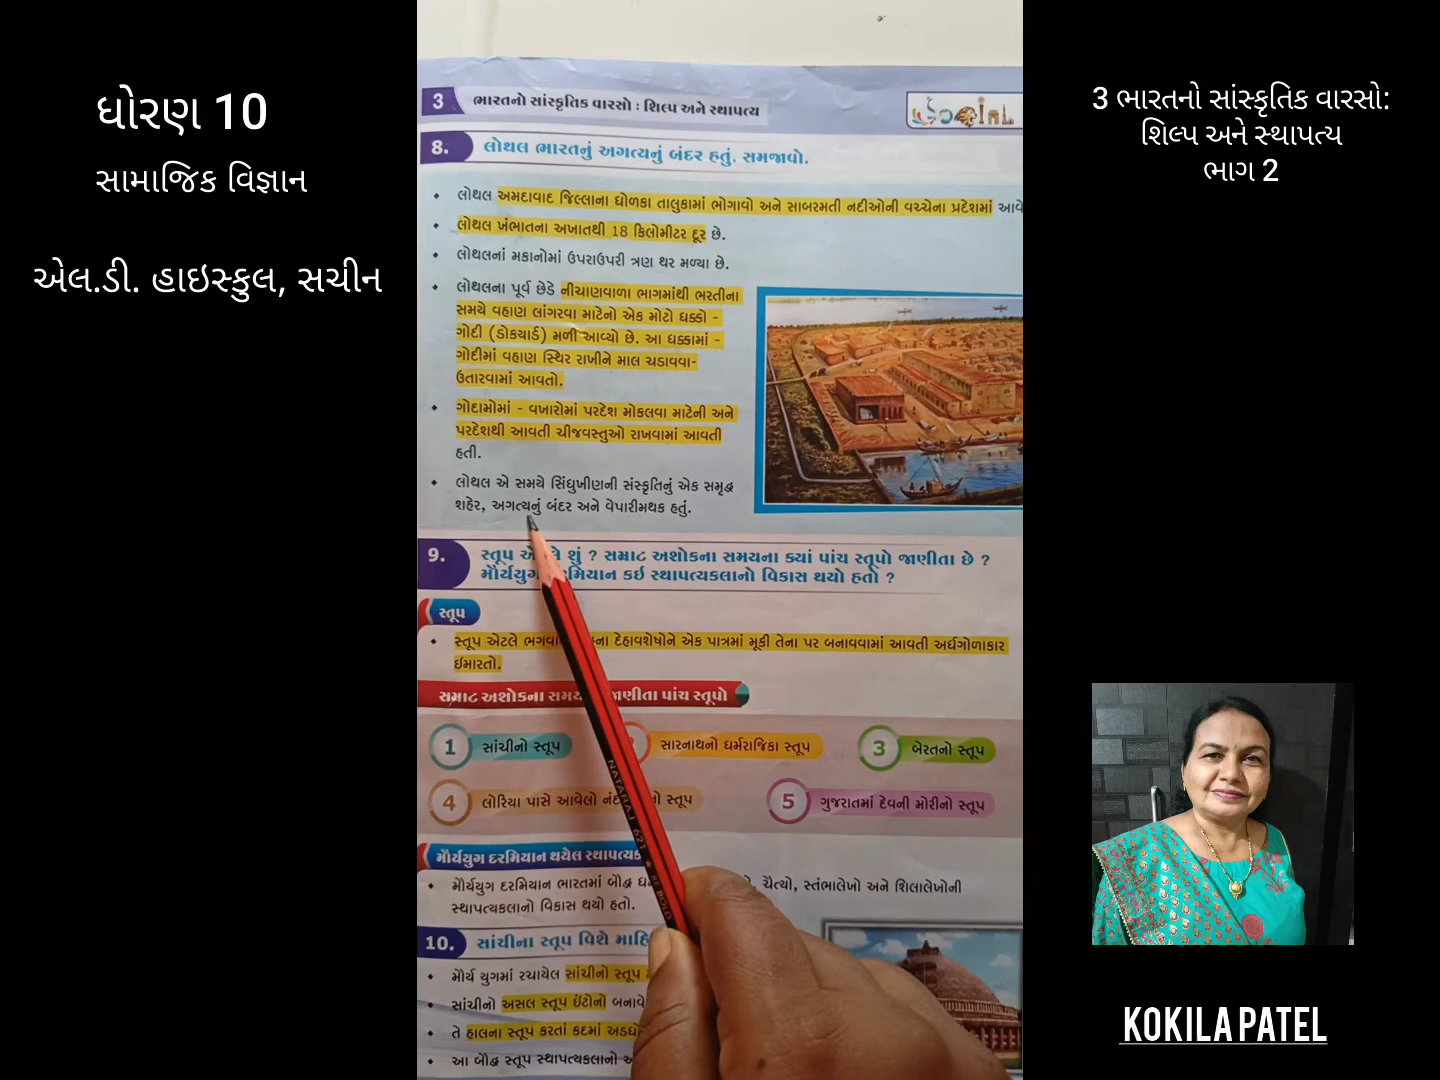 ધોરણ 10
સામાજિક વિજ્ઞાન
એલ.ડી. હાઇસ્કુલ, સચીન
3 ભારતનો સાંસ્કૃતિક વારસો : શિલ્પ અને સ્થાપત્ય
8. લોથલ ભારતનું અગત્યનું બંદર હતું. સમજાવો.
• લોથલ અમદાવાદ જિલ્લાના ધોળકા તાલુકામાં ભોગાવો અને સાબરમતી નદીઓની વચ્ચેના પ્રદેશમાં
• લોથલ ખંભાતના અખાતથી 18 કિલોમીટર દૂર છે.
• લોથલનાં મકાનોમાં ઉપરાઉપરી ત્રણ થર મળ્યા છે.
• લોથલના પૂર્વ છેડે નીચાણવાળા ભાગમાંથી ભરતીના
સમયે વહાણ લાંગરવા માટેનો એક મોટો ધક્કો -
ગોદી (ડોકયાર્ડ) મળી આવ્યો છે. આ ધક્કામાં -
ગોદીમાં વહાણ સ્થિર રાખીને માલ ચડાવવા-
ઉતારવામાં આવતો.
• ગોદામોમાં - વખારોમાં પરદેશ મોકલવા માટેની અને
પરદેશથી આવતી ચીજવસ્તુઓ રાખવામાં આવતી
હતી.
• લોથલ એ સમયે સિંધુખીણની સંસ્કૃતિનું એક સમૃદ્ધ
શહેર, અગત્યનું બંદર અને વેપારીમથક હતું.
9. સ્તૂપ શું ? સમ્રાટ અશોકના સમયના ક્યાં પાંચ સ્તૂપો જાણીતા છે ?
મૌર્યયુગ દરમિયાન કઇ સ્થાપત્યકલાનો વિકાસ થયો હતો ?
સ્તૂપ
• સ્તૂપ એટલે દેહાવશેષોને એક પાત્રમાં મૂકી તેના પર બનાવવામાં આવતી અર્ધગોળાકાર
ઈમારતો.
સમ્રાટ અશોકના જાણીતા પાંચ સ્તૂપો
1 સાંચીનો સ્તૂપ
સારનાથનો ધર્મરાજિકા સ્તૂપ
3 બેરતનો સ્તૂપ
4 લોરિયા પાસે આવેલો સ્તૂપ
5 ગુજરાતમાં દેવની મોરીનો સ્તૂપ
મૌર્યયુગ દરમિયાન થયેલ
• મૌર્યયુગ દરમિયાન ભારતમાં બૌદ્ધ ચૈત્યો, સ્તંભાલેખો અને શિલાલેખોની
સ્થાપત્યકલાનો વિકાસ થયો હતો.
10. સાંચીના સ્તૂપ વિશે
• મૌર્ય યુગમાં રચાયેલ સાંચીનો સ્તૂપ
• સાંચીનો અસલ સ્તૂપ ઇંટોનો
• તે હાલના સ્તૂપ કરતાં કદમાં
• આ બૌદ્ધ સ્તૂપ સ્થાપત્યકલાનો
NATARAJ 621
3 ભારતનો સાંસ્કૃતિક વારસો:
શિલ્પ અને સ્થાપત્ય
ભાગ 2
KOKILA PATEL